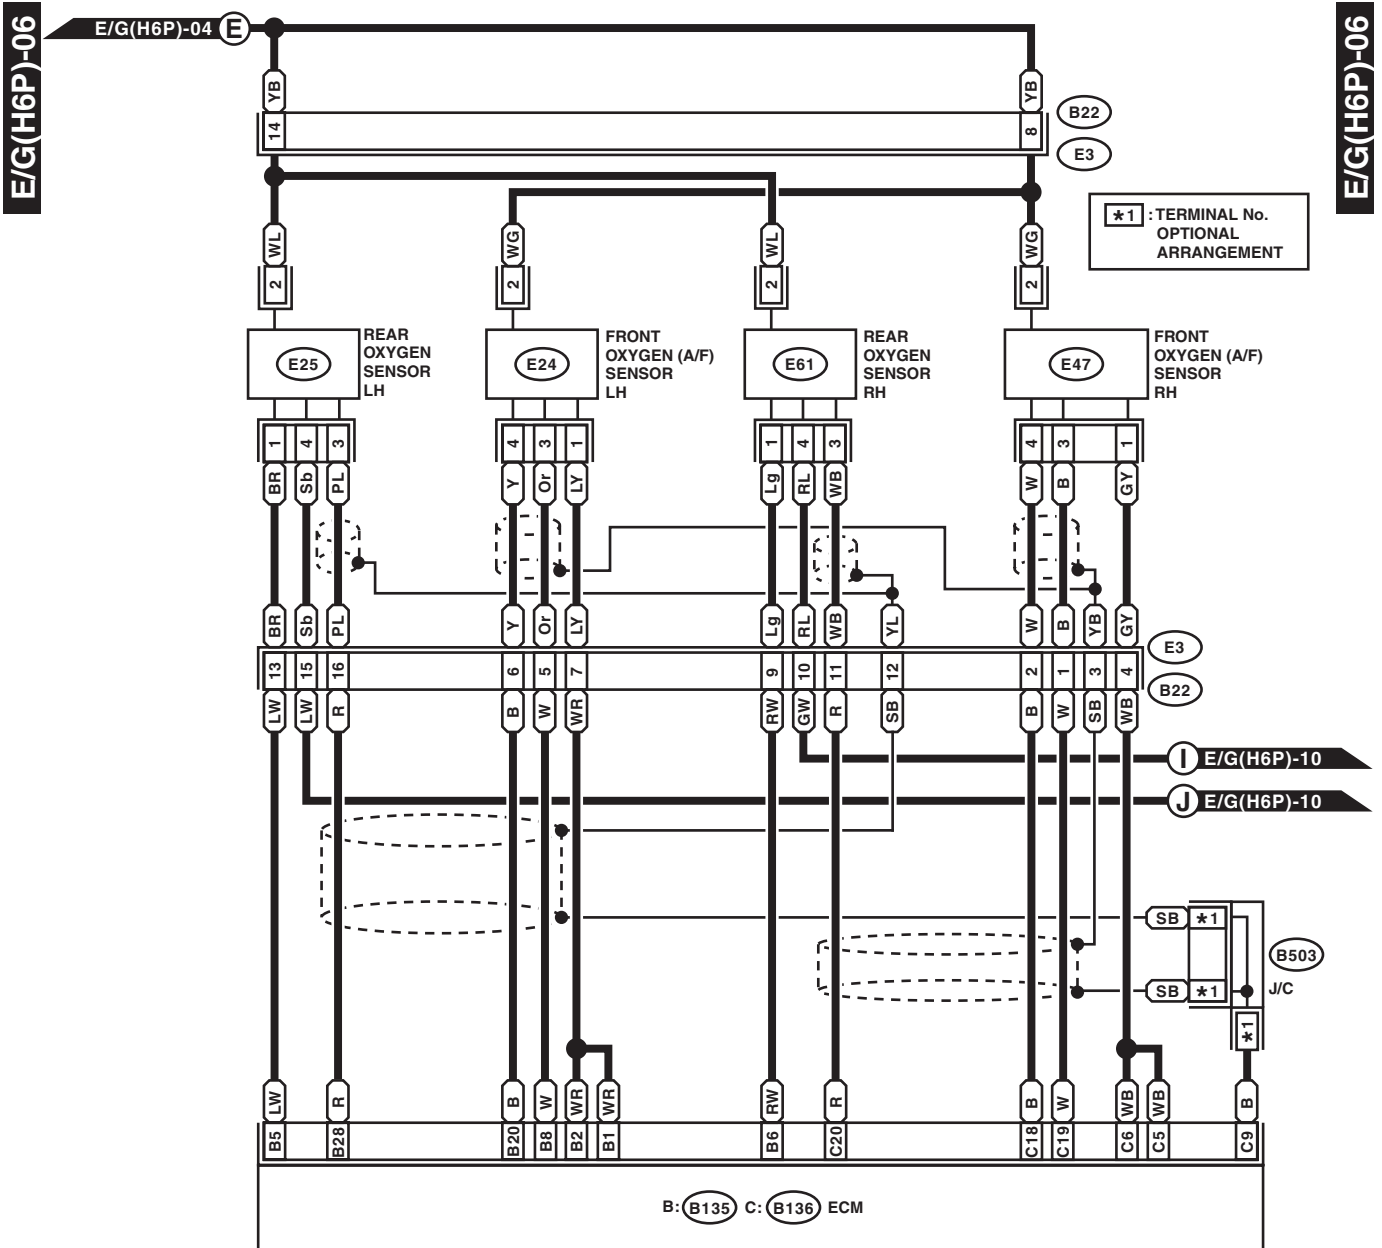 E/G(H6P)-06
E/G(H6P)-04 E
E/G(H6P)-06
YB YB
14 8 B22
E3
*1 : TERMINAL No.
OPTIONAL
ARRANGEMENT
WL WG WL WG
2 2 2 2
E25
REAR
OXYGEN
SENSOR
LH
E24
FRONT
OXYGEN (A/F)
SENSOR
LH
E61
REAR
OXYGEN
SENSOR
RH
E47
FRONT
OXYGEN (A/F)
SENSOR
RH
1 4 3 4 3 1 1 4 3 4 3 1
BR Sb PL Y Or LY Lg RL WB W B GY
BR Sb PL Y Or LY Lg RL WB YL W B YB GY
E3
13 15 16 6 5 7 9 10 11 12 2 1 3 4
B22
LW LW R B W WR RW GW R SB B W SB WB
I E/G(H6P)-10
J E/G(H6P)-10
SB *1
B503
SB *1
J/C
*1
LW R B W WR WR RW R B W WB WB B
B5 B28 B20 B8 B2 B1 B6 C20 C18 C19 C6 C5 C9
B: B135 C: B136 ECM